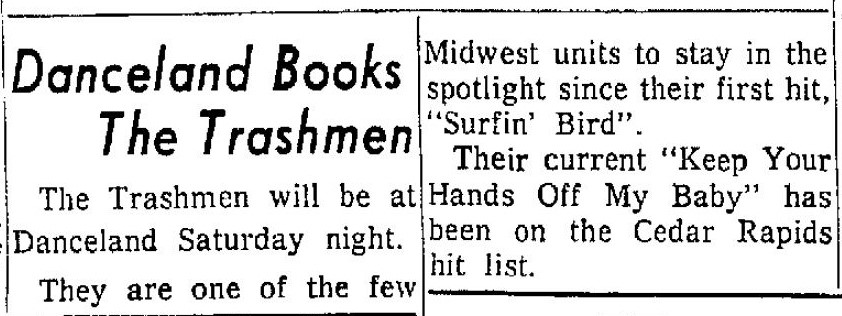 Danceland Books
The Trashmen
The Trashmen will be at
Danceland Saturday night.
They are one of the few
Midwest units to stay in the
spotlight since their first hit,
"Surfin' Bird".
Their current "Keep Your
Hands Off My Baby" has
been on the Cedar Rapids
hit list.